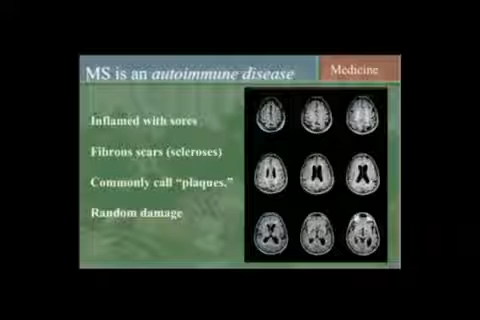 MS is an autoimmune disease
Medicine
Inflamed with sores
Fibrous scars (scleroses)
Commonly call “plaques.”
Random damage